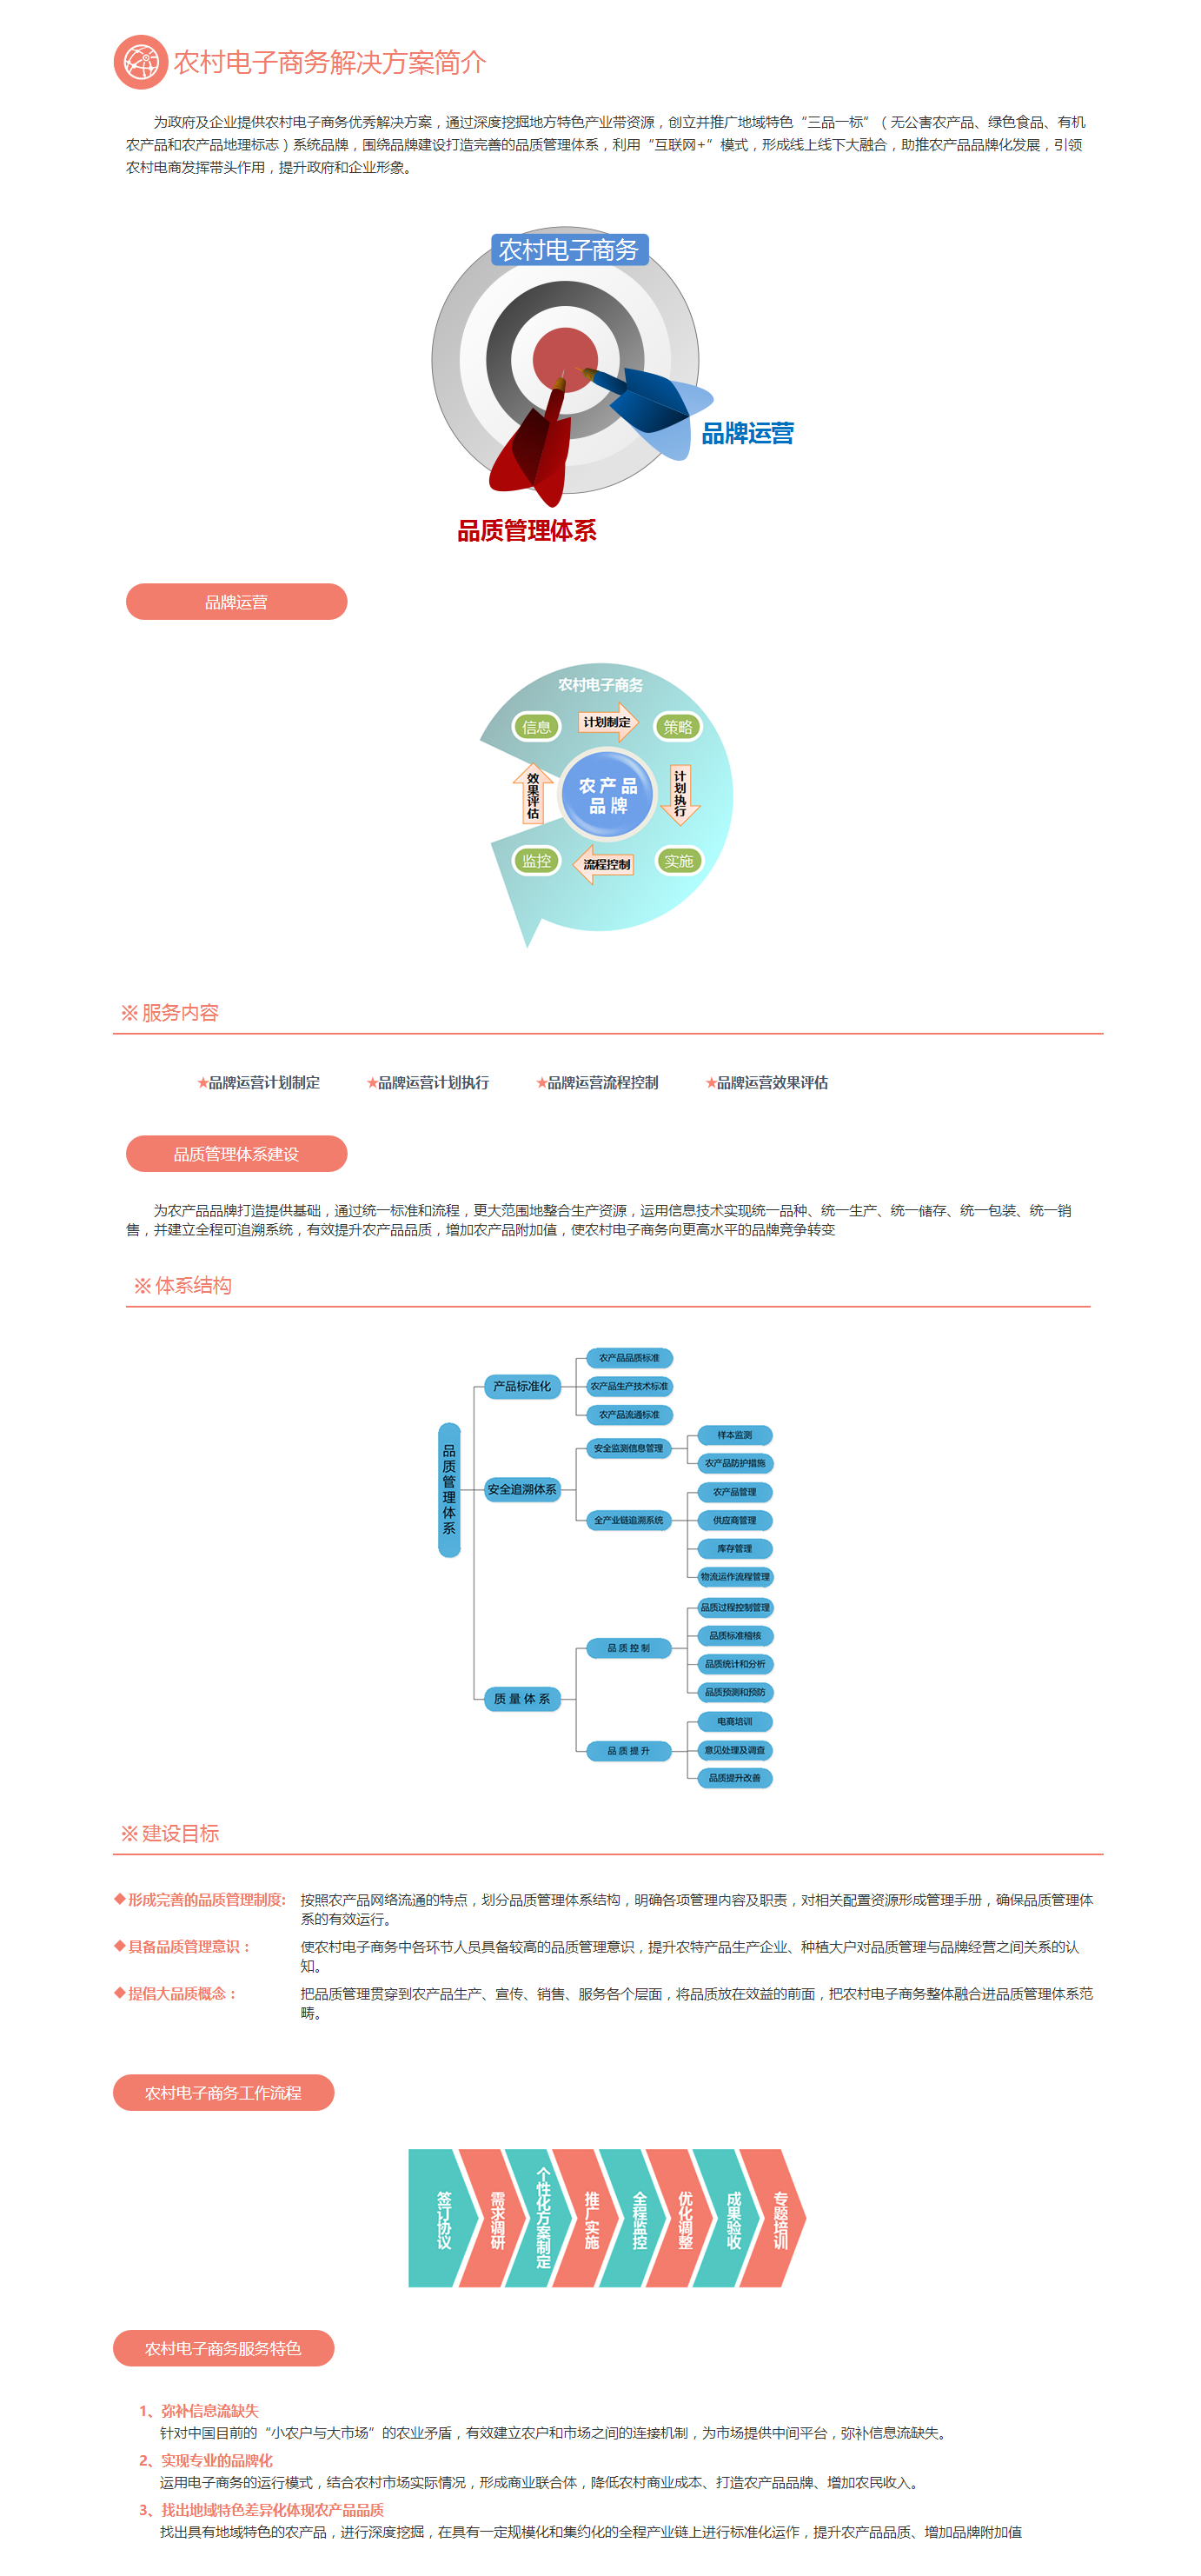 农村电子商务解决方案简介
为政府及企业提供农村电子商务优秀解决方案，通过深度挖掘地方特色产业带资源，创立并推广地域特色“三品一标”（无公害农产品、绿色食品、有机
农产品和农产品地理标志）系统品牌，围绕品牌建设打造完善的品质管理体系，利用“互联网+”模式，形成线上线下大融合，助推农产品品牌化发展，引领
农村电商发挥带头作用，提升政府和企业形象。
农村电子商务
品牌运营
品质管理体系
品牌运营
农村电子商务
信息
计划制定
策略
效果评估
农产品
品牌
计划执行
监控
流程控制
实施
※ 服务内容
★品牌运营计划制定
★品牌运营计划执行
★品牌运营流程控制
★品牌运营效果评估
品质管理体系建设
为农产品品牌打造提供基础，通过统一标准和流程，更大范围地整合生产资源，运用信息技术实现统一品种、统一生产、统一储存、统一包装、统一销
售，并建立全程可追溯系统，有效提升农产品品质，增加农产品附加值，使农村电子商务向更高水平的品牌竞争转变
※ 体系结构
品质管理体系
产品标准化
农产品品质标准
农产品生产技术标准
农产品流通标准
安全追溯体系
安全监测信息管理
样本监测
农产品防护措施
全产业链追溯系统
农产品管理
供应商管理
库存管理
物流运作流程管理
质量体系
品质控制
品质过程控制管理
品质标准稽核
品质统计和分析
品质预测和预防
品质提升
电商培训
意见处理及调查
品质提升改善
※ 建设目标
◆ 形成完善的品质管理制度: 按照农产品网络流通的特点，划分品质管理体系结构，明确各项管理内容及职责，对相关配置资源形成管理手册，确保品质管理体
系的有效运行。
◆ 具备品质管理意识： 使农村电子商务中各环节人员具备较高的品质管理意识，提升农特产品生产企业、种植大户对品质管理与品牌经营之间关系的认
知。
◆ 提倡大品质概念： 把品质管理贯穿到农产品生产、宣传、销售、服务各个层面，将品质放在效益的前面，把农村电子商务整体融合进品质管理体系范
畴。
农村电子商务工作流程
签订协议
需求调研
个性化方案制定
推广实施
全程监控
优化调整
成果验收
专题培训
农村电子商务服务特色
1、弥补信息流缺失
针对中国目前的“小农户与大市场”的农业矛盾，有效建立农户和市场之间的连接机制，为市场提供中间平台，弥补信息流缺失。
2、实现专业的品牌化
运用电子商务的运行模式，结合农村市场实际情况，形成商业联合体，降低农村商业成本、打造农产品品牌、增加农民收入。
3、找出地域特色差异化体现农产品品质
找出具有地域特色的农产品，进行深度挖掘，在具有一定规模化和集约化的全程产业链上进行标准化运作，提升农产品品质、增加品牌附加值